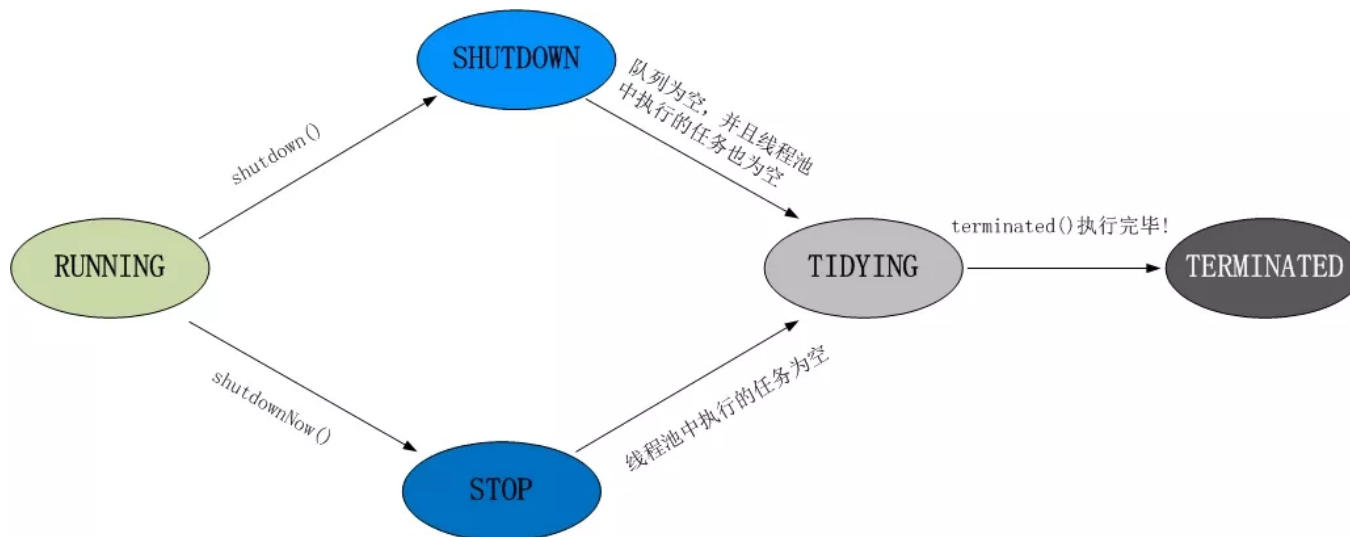 SHUTDOWN
队列为空，并且线程池
中执行的任务也为空
shutdown()
RUNNING
TIDYING
terminated()执行完毕!
TERMINATED
shutdownNow()
线程池中执行的任务为空
STOP